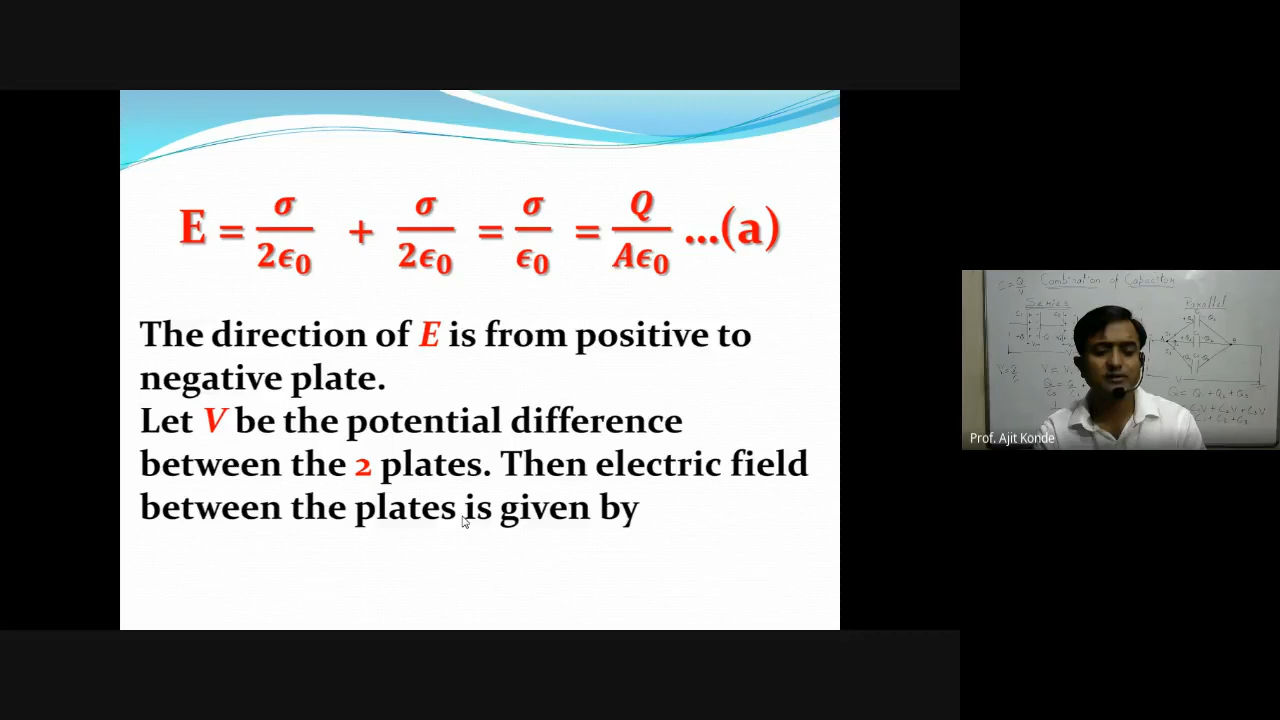 E = σ/2ϵ₀ + σ/2ϵ₀ = σ/ϵ₀ = Q/Aϵ₀ ...(a)
The direction of E is from positive to
negative plate.
Let V be the potential difference
between the 2 plates. Then electric field
between the plates is given by
C = Q/V
Combination of Capacitor
Series
Parallel
Prof. Ajit Konde